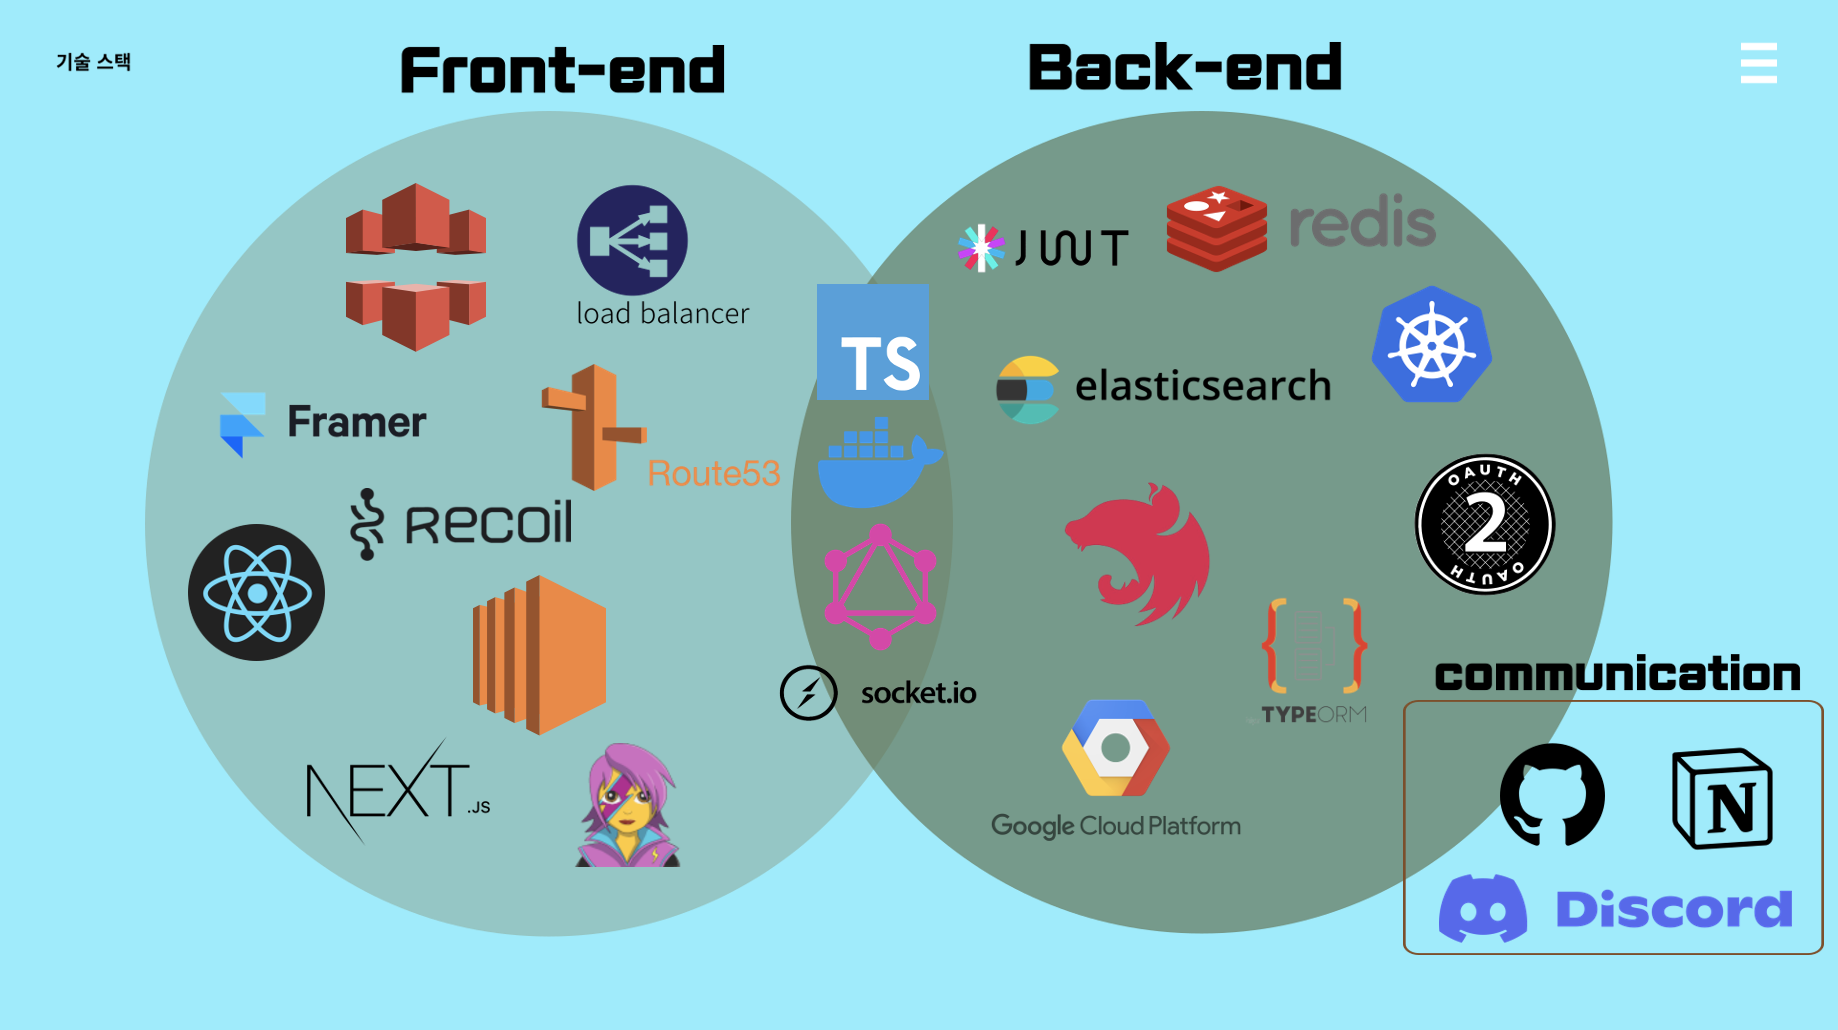 기술 스택
Front-end
Back-end
load balancer
JWT
redis
TS
elasticsearch
Framer
Route53
RECOIL
OAUTH
2
OAUTH
TYPEORM
socket.io
NEXT.JS
Google Cloud Platform
communication
N
Discord